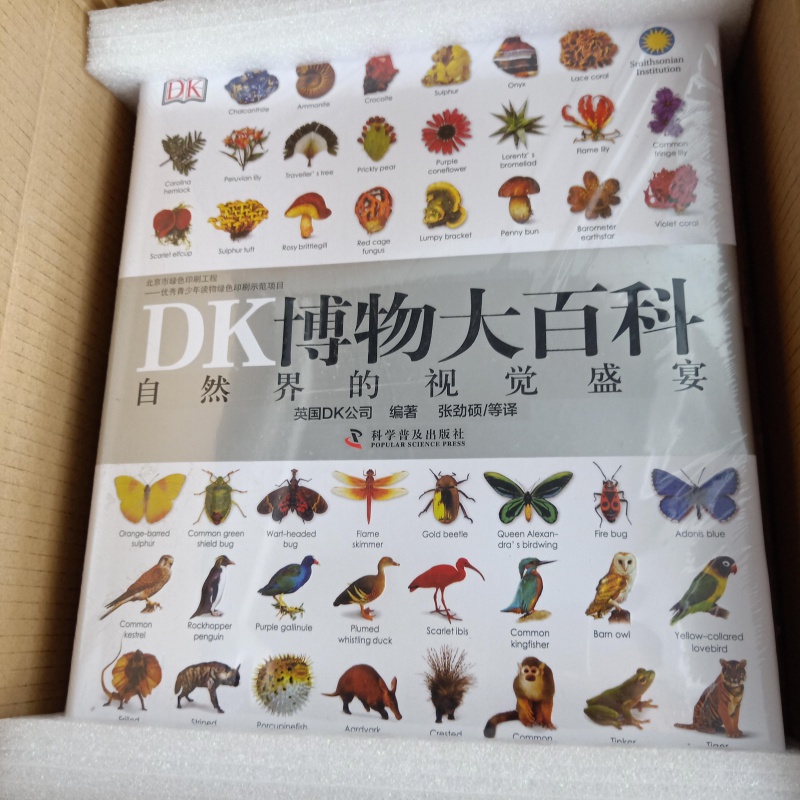 DK
Smithsonian
Institution
Chalcanthite Ammonite Crocoite Sulphur Onyx Lace coral
Carolina hemlock Peruvian lily Traveller's tree Prickly pear Purple coneflower Lorentz's bromeliad Flame lily Common fringe lily
Scarlet elfcup Sulphur tuft Rosy brittlegill Red cage fungus Lumpy bracket Penny bun Barometer earthstar Violet coral
北京市绿色印刷工程
——优秀青少年读物绿色印刷示范项目
DK博物大百科
自然界的视觉盛宴
英国DK公司 编著 张劲硕/等译
科学普及出版社
POPULAR SCIENCE PRESS
Orange-barred sulphur Common green shield bug Wart-headed bug Flame skimmer Gold beetle Queen Alexandra's birdwing Fire bug Adonis blue
Common kestrel Rockhopper penguin Purple gallinule Plumed whistling duck Scarlet ibis Common kingfisher Barn owl Yellow-collared lovebird
Frilled Striped Porcupinefish Aardvark Crested Common Tinker Tiger